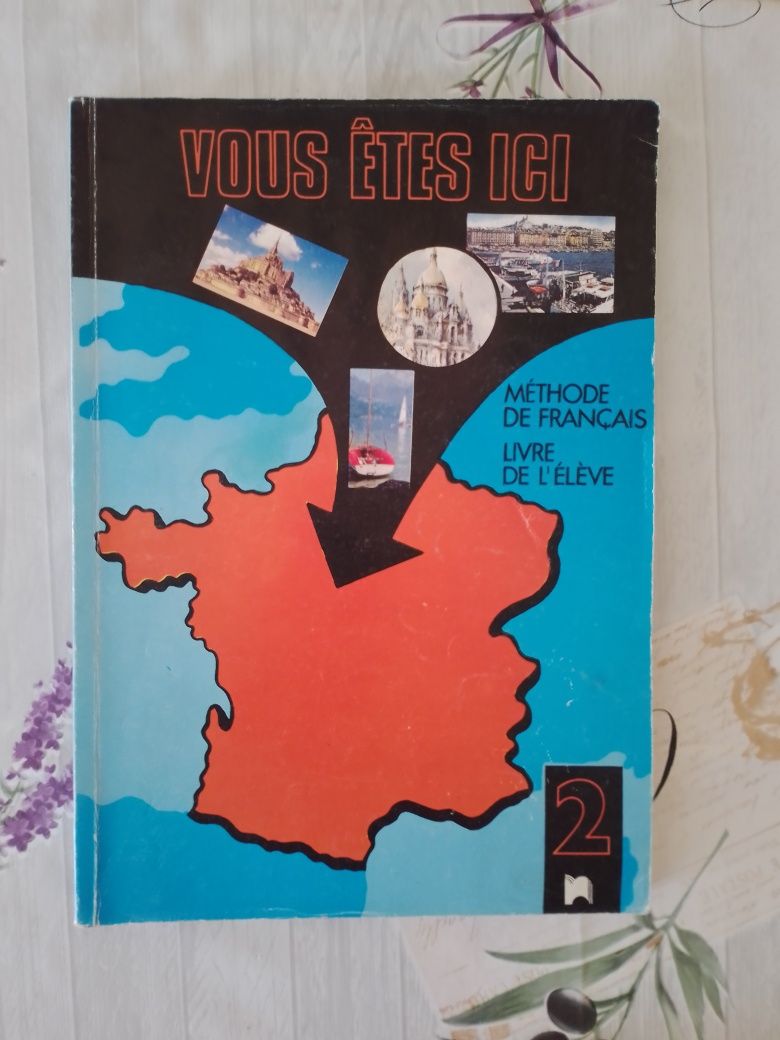 VOUS ÊTES ICI
MÉTHODE
DE FRANÇAIS
LIVRE
DE L'ÉLÈVE
2